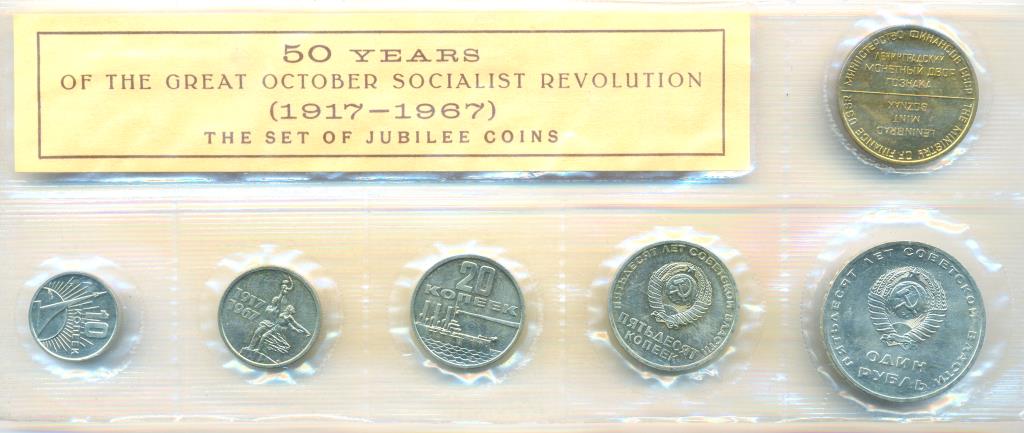 50 YEARS
OF THE GREAT OCTOBER SOCIALIST REVOLUTION
(1917–1967)
THE SET OF JUBILEE COINS
МИНИСТЕРСТВО ФИНАНСОВ СССР
ЛЕНИНГРАДСКИЙ
МОНЕТНЫЙ ДВОР
ГОЗНАКА
THE MINISTRY OF FINANCE USSR
LENINGRAD
MINT
GOZNAK
10
КОПЕЕК
1917
1967
20
КОПЕЕК
ПЯТЬДЕСЯТ ЛЕТ СОВЕТСКОЙ ВЛАСТИ
ПЯТЬДЕСЯТ
КОПЕЕК
ПЯТЬДЕСЯТ ЛЕТ СОВЕТСКОЙ ВЛАСТИ
ОДИН
РУБЛЬ